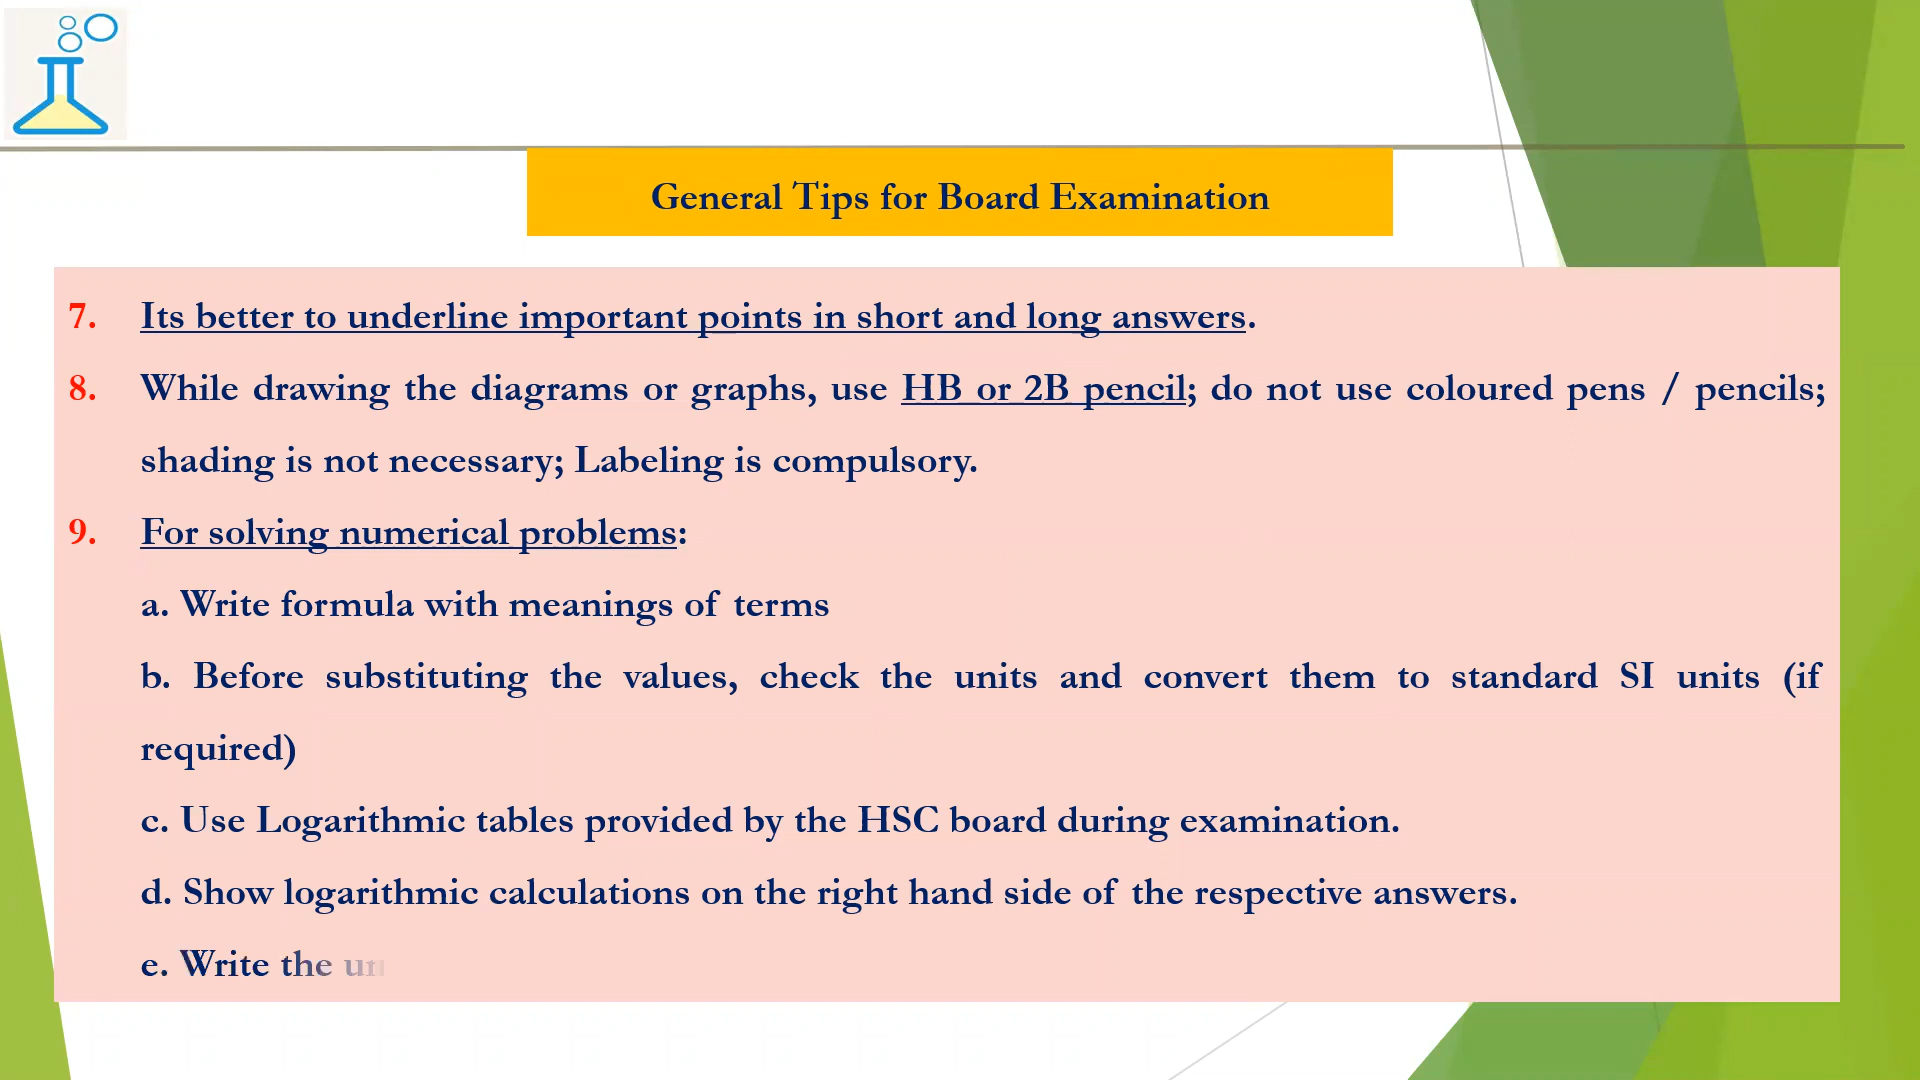 General Tips for Board Examination
7. Its better to underline important points in short and long answers.
8. While drawing the diagrams or graphs, use HB or 2B pencil; do not use coloured pens / pencils;
shading is not necessary; Labeling is compulsory.
9. For solving numerical problems:
a. Write formula with meanings of terms
b. Before substituting the values, check the units and convert them to standard SI units (if
required)
c. Use Logarithmic tables provided by the HSC board during examination.
d. Show logarithmic calculations on the right hand side of the respective answers.
e. Write the